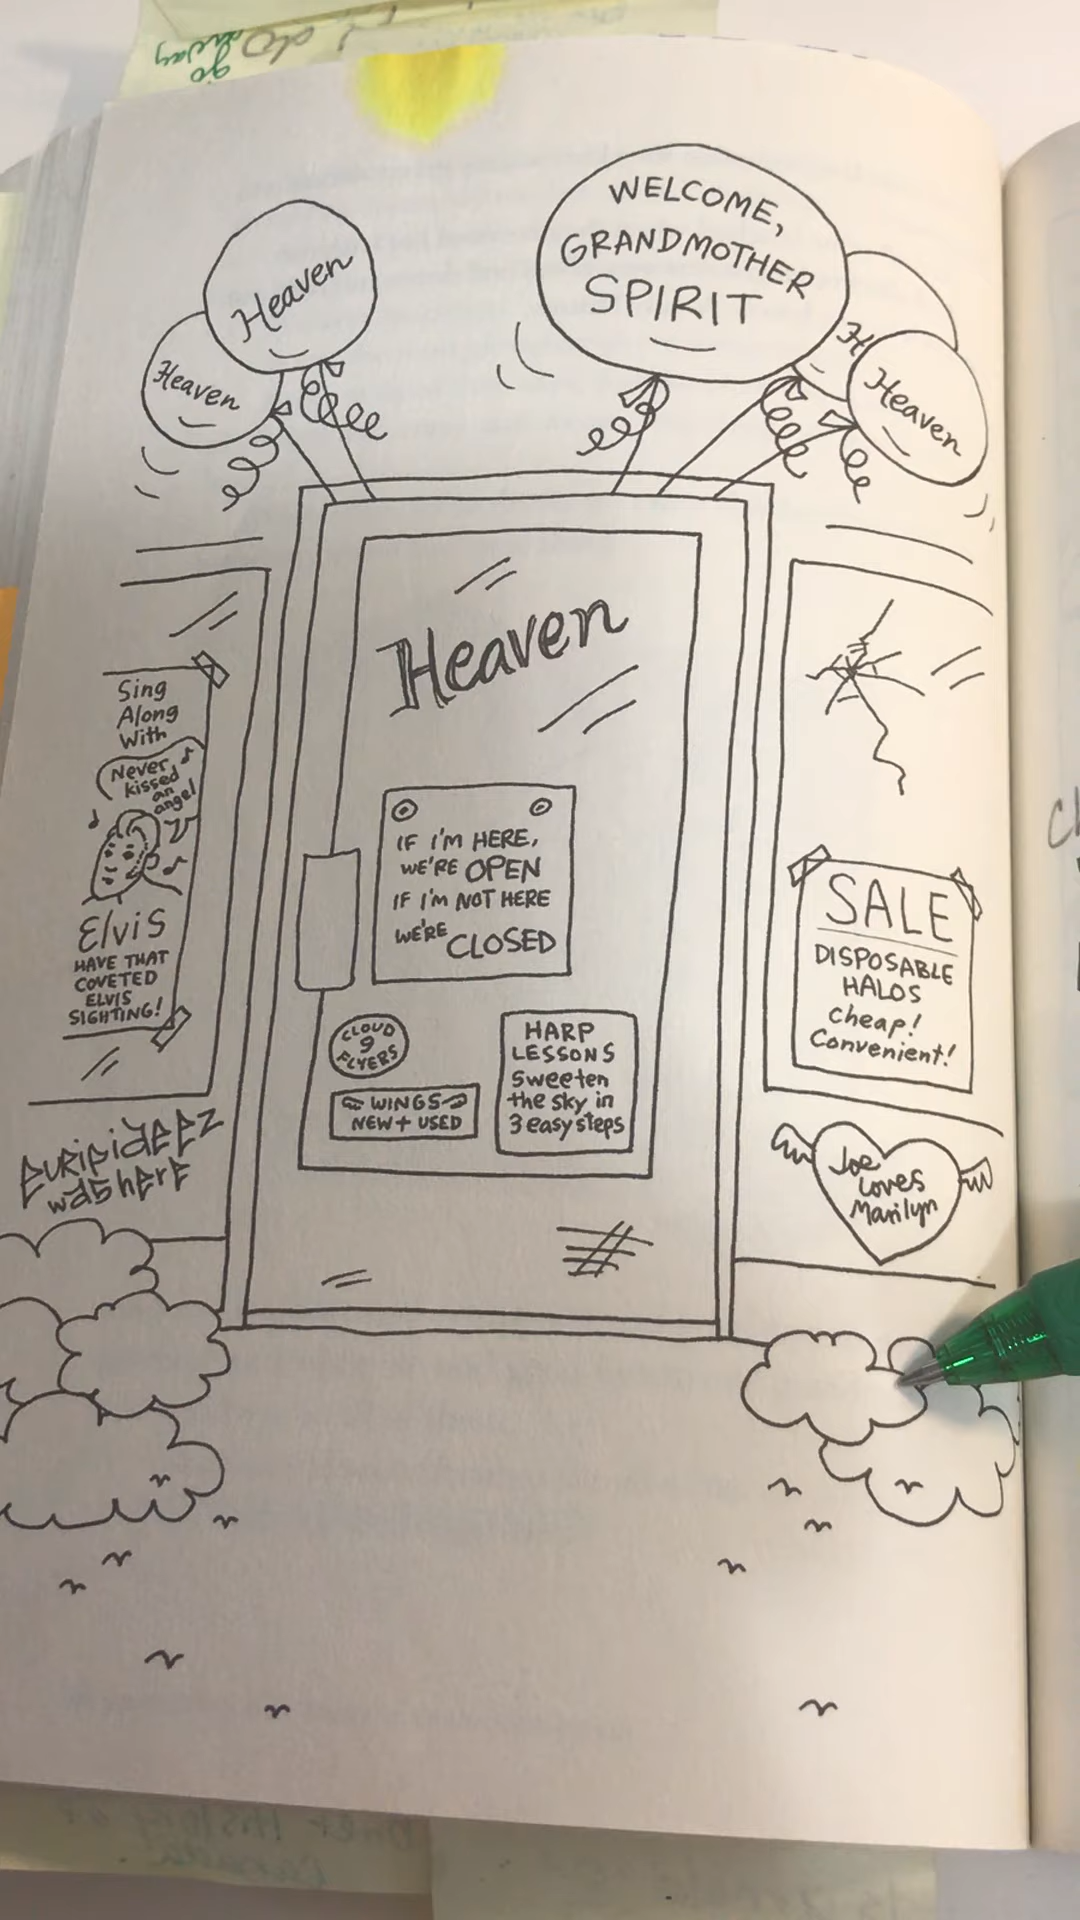 I do
go
away
WELCOME,
GRANDMOTHER
SPIRIT
Heaven
Heaven
H
Heaven
Heaven
Sing
Along
With
Never
kissed
an
angel
Elvis
HAVE THAT
COVETED
ELVIS
SIGHTING!
IF I'M HERE,
WE'RE OPEN
IF I'M NOT HERE
WE'RE CLOSED
SALE
DISPOSABLE
HALOS
cheap!
Convenient!
CLOUD
9
FLYERS
WINGS
NEW + USED
HARP
LESSONS
Sweeten
the sky in
3 easy steps
EURIPIDEEZ
WAS HERE
Joe
Loves
Marilyn